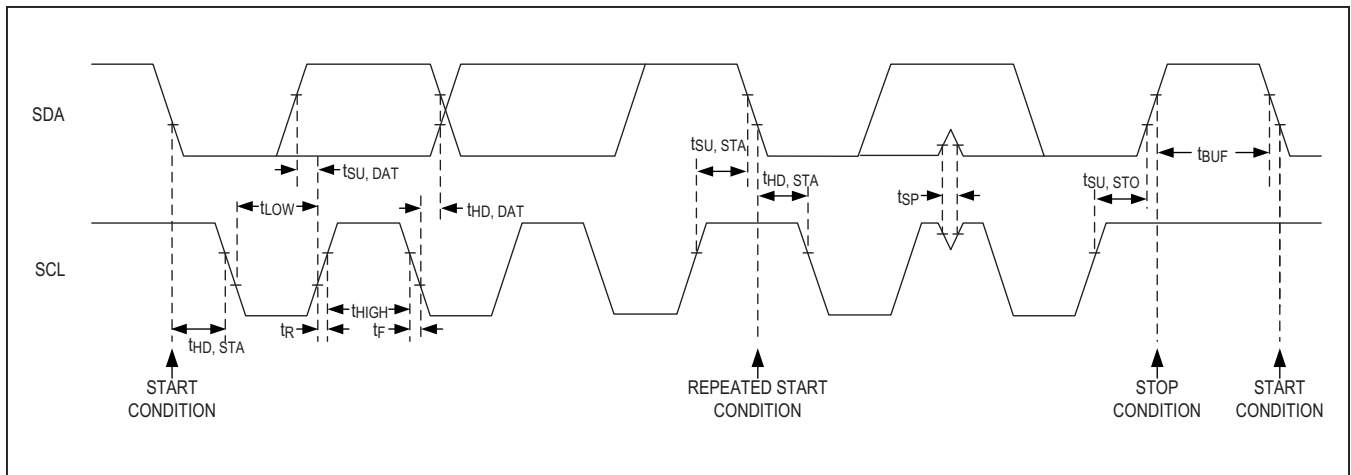 SDA
tSU, DAT
tLOW
tHD, DAT
tSU, STA
tHD, STA
tSP
tSU, STO
tBUF
SCL
tHD, STA
tR
tHIGH
tF
START
CONDITION
REPEATED START
CONDITION
STOP
CONDITION
START
CONDITION